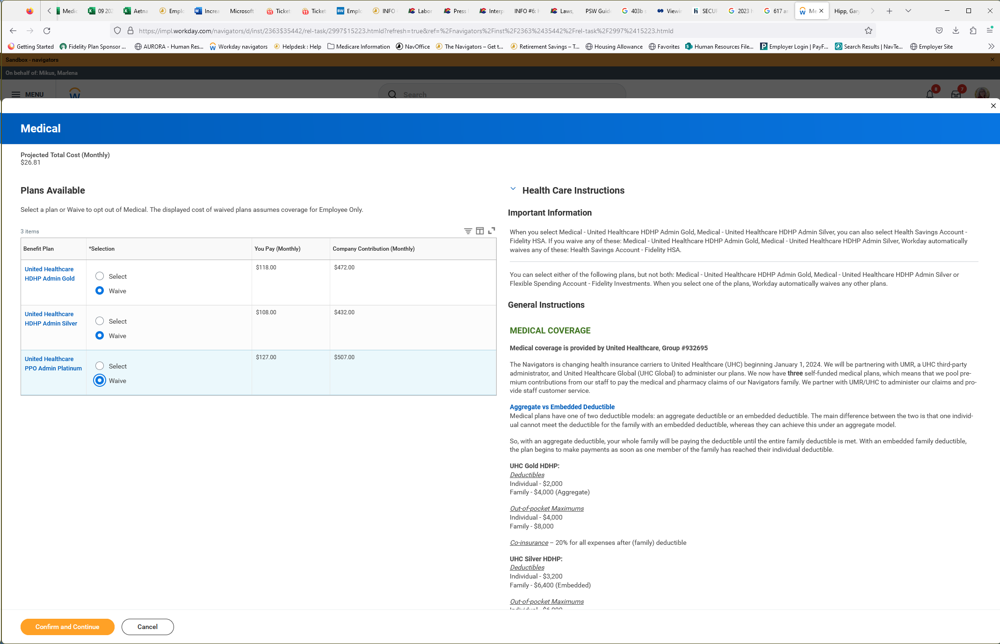 Medic
09 202
Aetna
Emplo
Increa
Microsoft
Ticket
Ticket
Emplo
INFO
Labor
Press
Interp
INFO #6: H
Laws,
PSW Guide
403b s
Viewin
SECUR
2023 h
617 ar
Me
Hipp, Gary
https://impl.workday.com/navigators/d/inst/2363$35442/rel-task/2997$15223.htmld?refresh=true&ref=%2Fnavigators%2Finst%2F2363%2435442%2Frel-task%2F2997%2415223.htmld
Getting Started
Fidelity Plan Sponsor ...
AURORA - Human Res...
Workday navigators
Helpdesk : Help
Medicare Information
NavOffice
The Navigators – Get t...
Retirement Savings – T...
Housing Allowance
Favorites
Human Resources File...
Employer Login | PayF...
Search Results | NavTe...
Employer Site
Sandbox - navigators
On behalf of: Mikus, Marlena
MENU
Search
8
7
Medical
Projected Total Cost (Monthly)
$26.81
Plans Available
Select a plan or Waive to opt out of Medical. The displayed cost of waived plans assumes coverage for Employee Only.
3 items
Benefit Plan
*Selection
You Pay (Monthly)
Company Contribution (Monthly)
United Healthcare
HDHP Admin Gold
Select
Waive
$118.00
$472.00
United Healthcare
HDHP Admin Silver
Select
Waive
$108.00
$432.00
United Healthcare
PPO Admin Platinum
Select
Waive
$127.00
$507.00
Health Care Instructions
Important Information
When you select Medical - United Healthcare HDHP Admin Gold, Medical - United Healthcare HDHP Admin Silver, you can also select Health Savings Account -
Fidelity HSA. If you waive any of these: Medical - United Healthcare HDHP Admin Gold, Medical - United Healthcare HDHP Admin Silver, Workday automatically
waives any of these: Health Savings Account - Fidelity HSA.
You can select either of the following plans, but not both: Medical - United Healthcare HDHP Admin Gold, Medical - United Healthcare HDHP Admin Silver or
Flexible Spending Account - Fidelity Investments. When you select one of the plans, Workday automatically waives any other plans.
General Instructions
MEDICAL COVERAGE
Medical coverage is provided by United Healthcare, Group #932695
The Navigators is changing health insurance carriers to United Healthcare (UHC) beginning January 1, 2024. We will be partnering with UMR, a UHC third-party
administrator, and United Healthcare Global (UHC Global) to administer our plans. We now have three self-funded medical plans, which means that we pool pre-
mium contributions from our staff to pay the medical and pharmacy claims of our Navigators family. We partner with UMR/UHC to administer our claims and pro-
vide staff customer service.
Aggregate vs Embedded Deductible
Medical plans have one of two deductible models: an aggregate deductible or an embedded deductible. The main difference between the two is that one individ-
ual cannot meet the deductible for the family with an embedded deductible, whereas they can achieve this under an aggregate model.
So, with an aggregate deductible, your whole family will be paying the deductible until the entire family deductible is met. With an embedded family deductible,
the plan begins to make payments as soon as one member of the family has reached their individual deductible.
UHC Gold HDHP:
Deductibles
Individual - $2,000
Family - $4,000 (Aggregate)
Out-of-pocket Maximums
Individual - $4,000
Family - $8,000
Co-insurance – 20% for all expenses after (family) deductible
UHC Silver HDHP:
Deductibles
Individual - $3,200
Family - $6,400 (Embedded)
Out-of-pocket Maximums
Confirm and Continue
Cancel